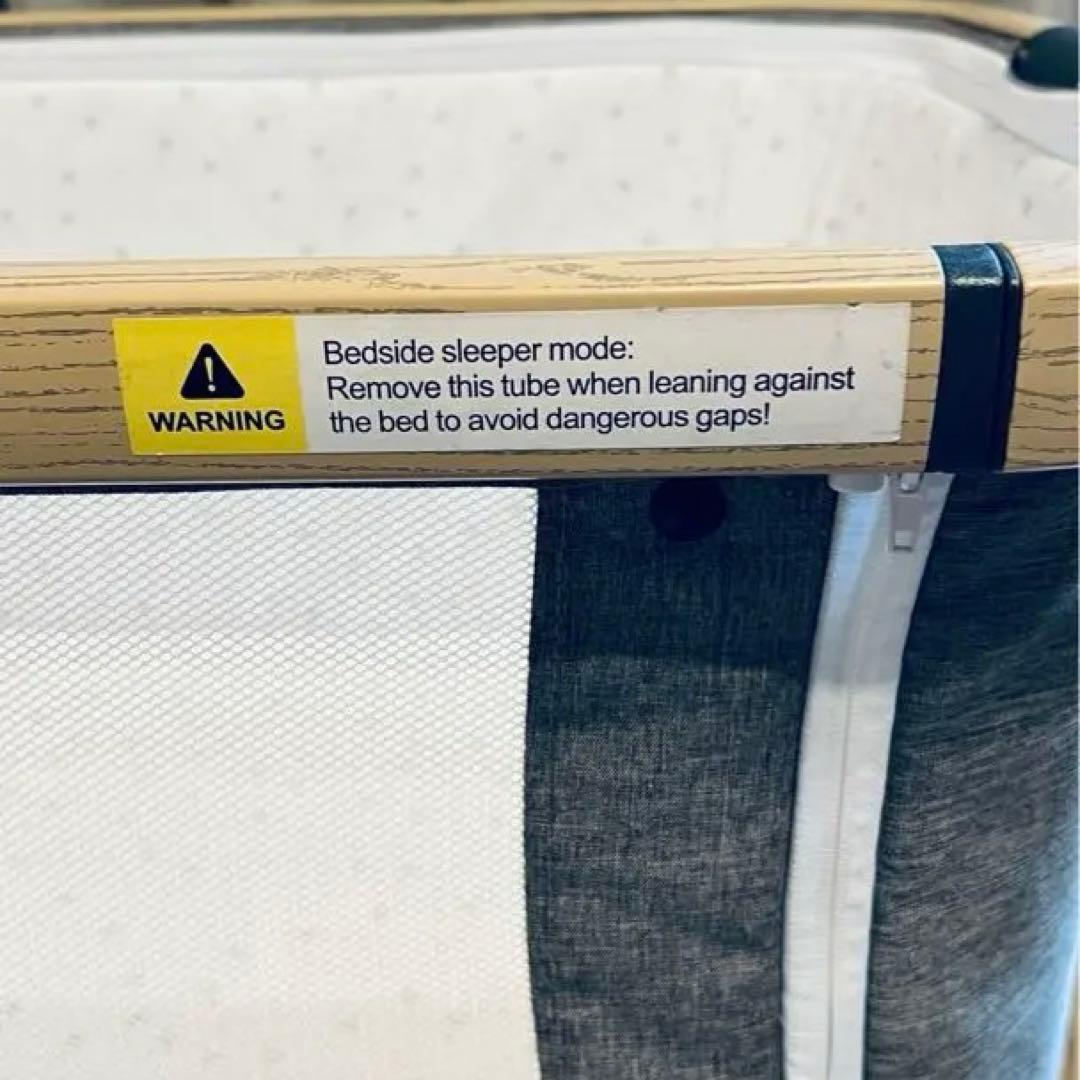 WARNING
Bedside sleeper mode:
Remove this tube when leaning against
the bed to avoid dangerous gaps!